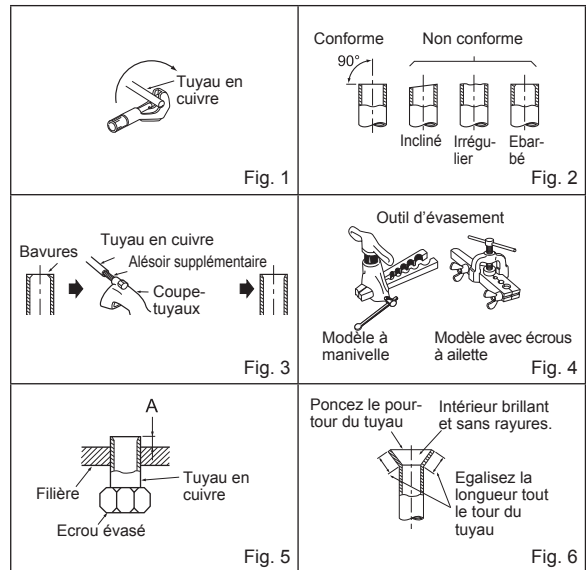 Tuyau en
cuivre
Fig. 1
Conforme
Non conforme
90°
Incliné
Irrégu-
lier
Ebar-
bé
Fig. 2
Bavures
Tuyau en cuivre
Alésoir supplémentaire
Coupe-
tuyaux
Fig. 3
Outil d'évasement
Modèle à
manivelle
Modèle avec écrous
à ailette
Fig. 4
A
Filière
Tuyau en
cuivre
Ecrou évasé
Fig. 5
Poncez le pour-
tour du tuyau
Intérieur brillant
et sans rayures.
Egalisez la
longueur tout
le tour du
tuyau
Fig. 6